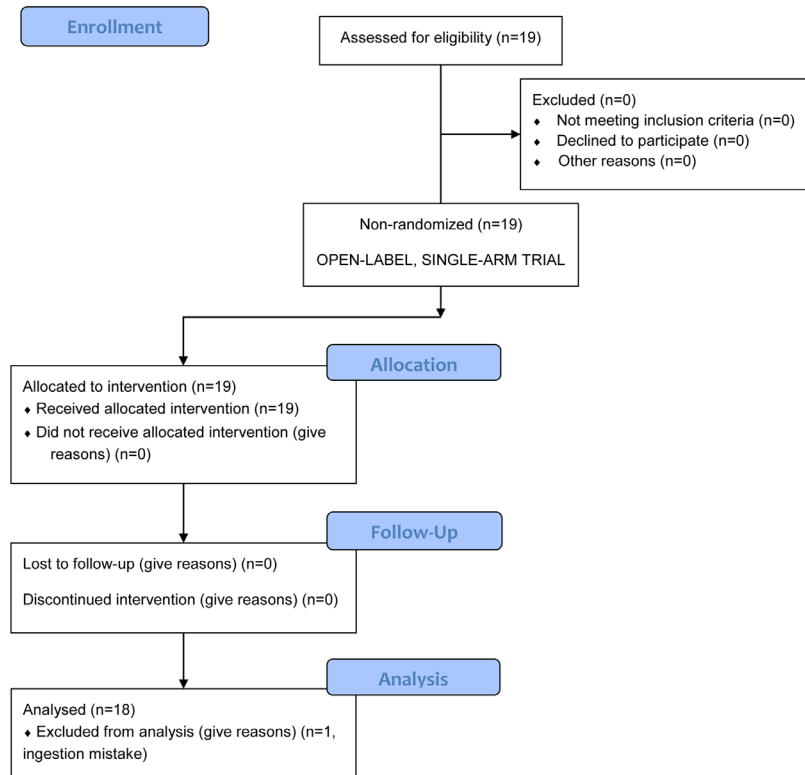 Enrollment
Assessed for eligibility (n=19)
Excluded (n=0)
♦ Not meeting inclusion criteria (n=0)
♦ Declined to participate (n=0)
♦ Other reasons (n=0)
Non-randomized (n=19)
OPEN-LABEL, SINGLE-ARM TRIAL
Allocation
Allocated to intervention (n=19)
♦ Received allocated intervention (n=19)
♦ Did not receive allocated intervention (give
reasons) (n=0)
Follow-Up
Lost to follow-up (give reasons) (n=0)
Discontinued intervention (give reasons) (n=0)
Analysis
Analysed (n=18)
♦ Excluded from analysis (give reasons) (n=1,
ingestion mistake)